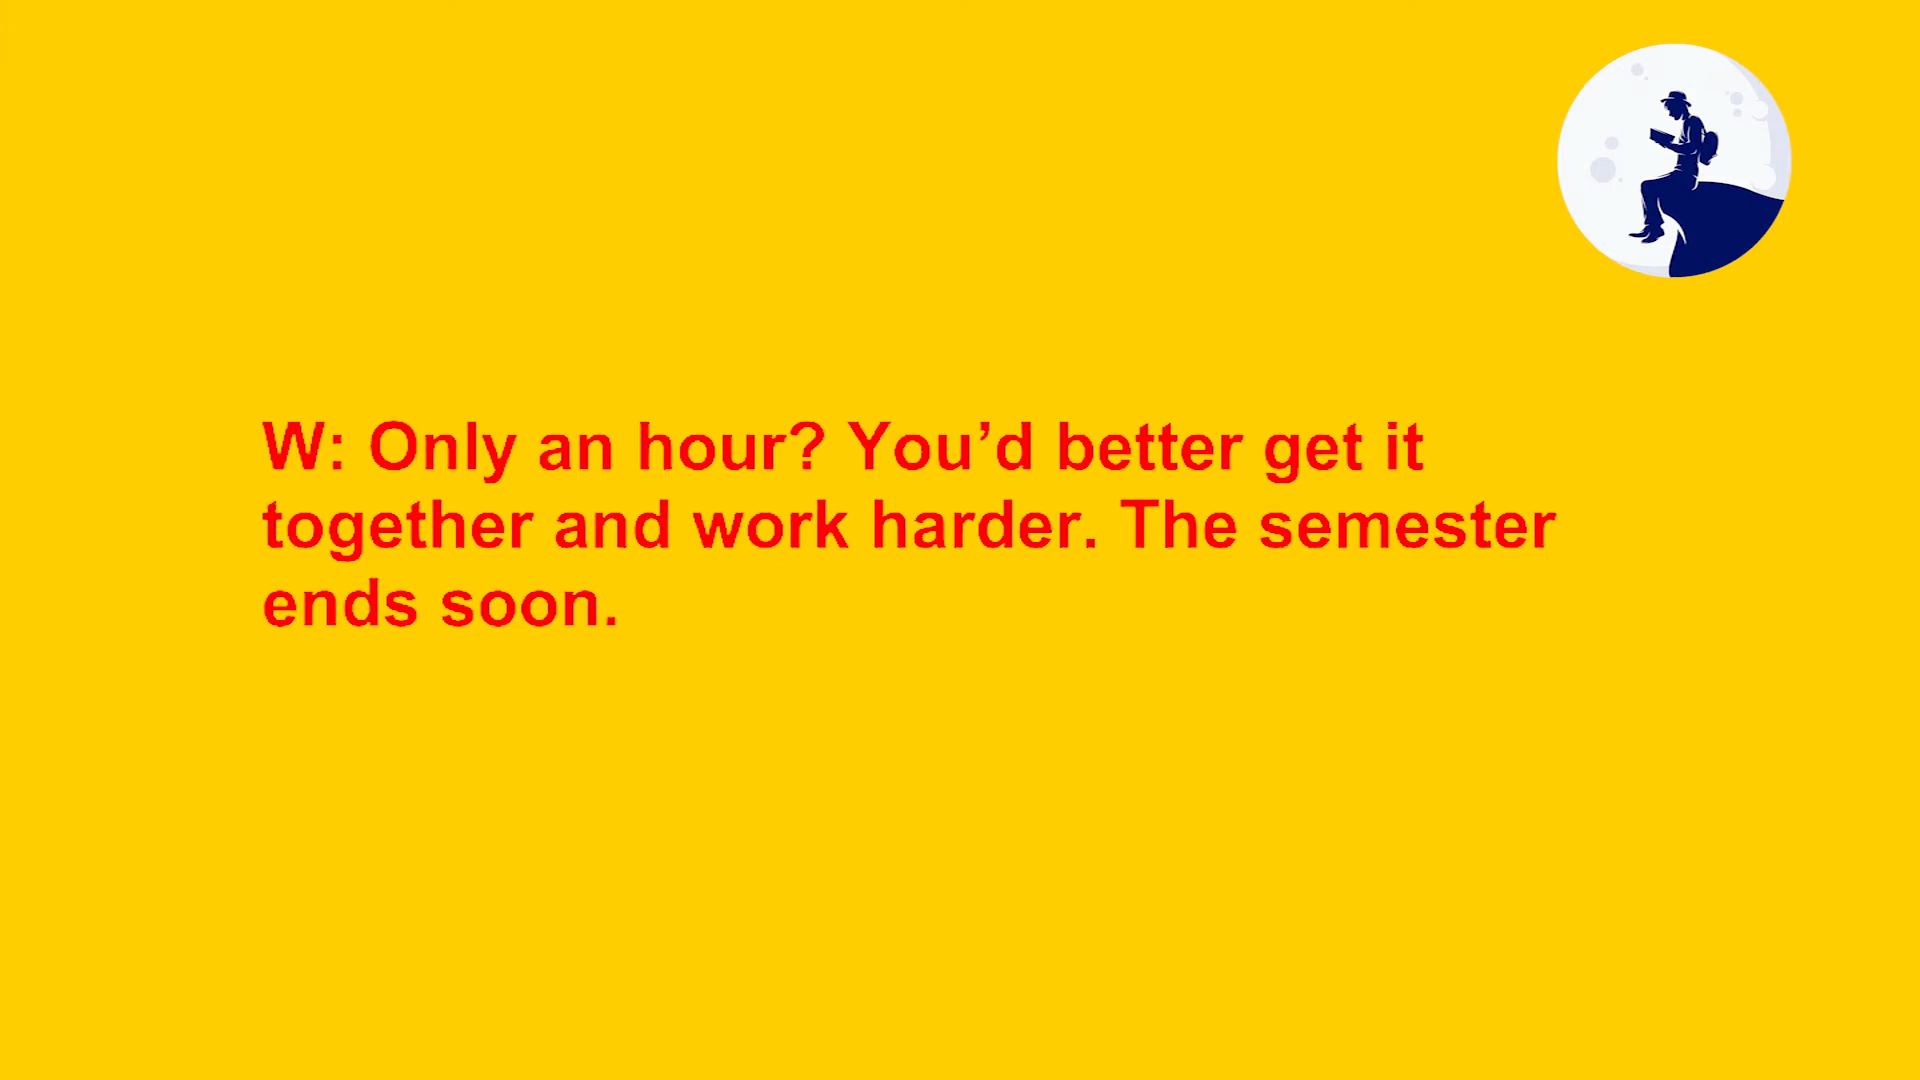 W: Only an hour? You’d better get it
together and work harder. The semester
ends soon.